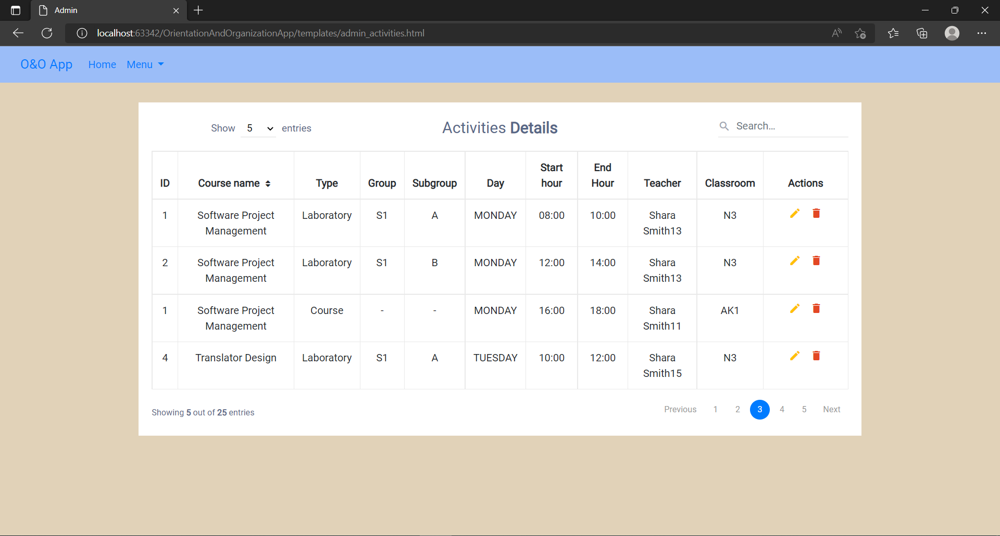 Admin
localhost:63342/OrientationAndOrganizationApp/templates/admin_activities.html
O&O App Home Menu
Show 5 entries
Activities Details
Search...
ID Course name Type Group Subgroup Day Start hour End Hour Teacher Classroom Actions
1 Software Project Management Laboratory S1 A MONDAY 08:00 10:00 Shara Smith13 N3
2 Software Project Management Laboratory S1 B MONDAY 12:00 14:00 Shara Smith13 N3
1 Software Project Management Course - - MONDAY 16:00 18:00 Shara Smith11 AK1
4 Translator Design Laboratory S1 A TUESDAY 10:00 12:00 Shara Smith15 N3
Showing 5 out of 25 entries
Previous 1 2 3 4 5 Next